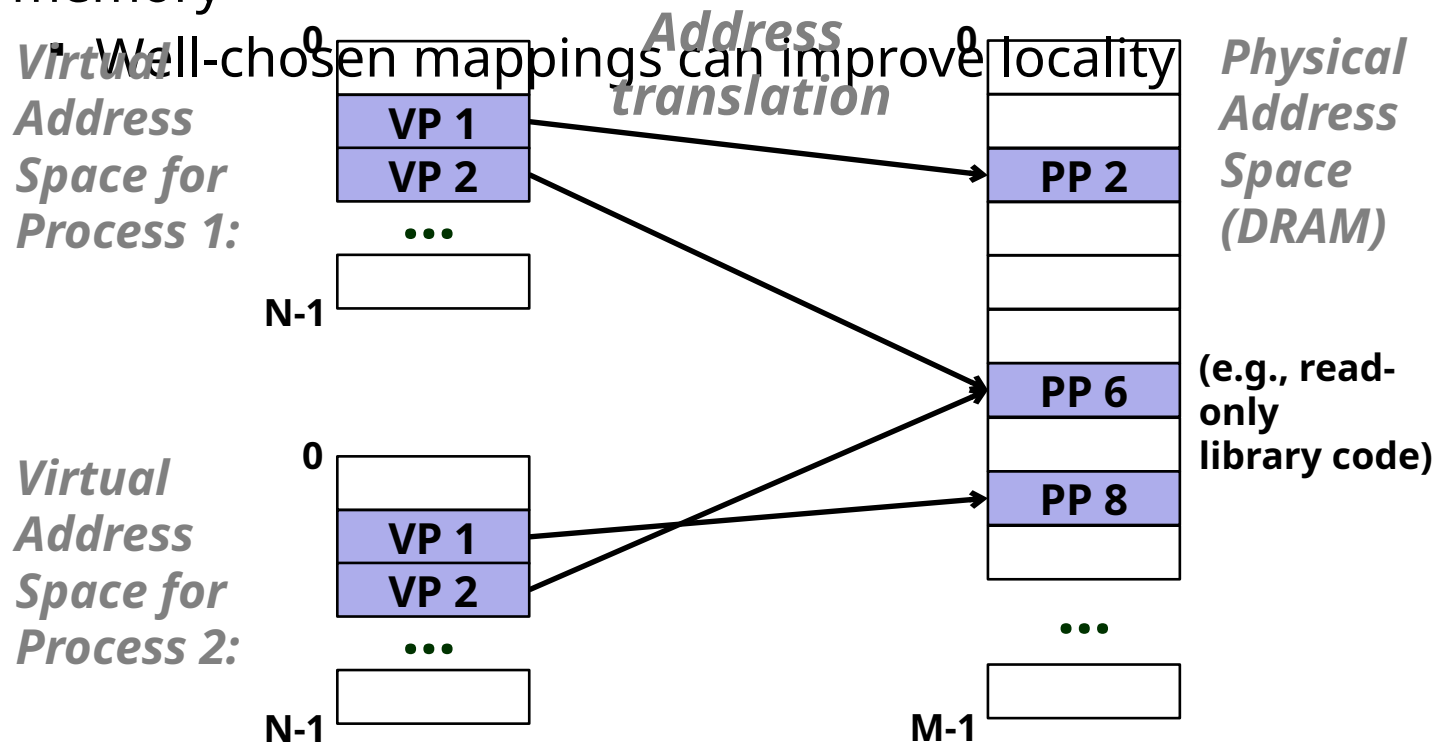 memory
▪ Well-chosen mappings can improve locality
Virtual
Address
Space for
Process 1:
0
VP 1
VP 2
...
N-1
Address
translation
0
PP 2
PP 6
PP 8
...
M-1
Physical
Address
Space
(DRAM)
(e.g., read-
only
library code)
Virtual
Address
Space for
Process 2:
0
VP 1
VP 2
...
N-1